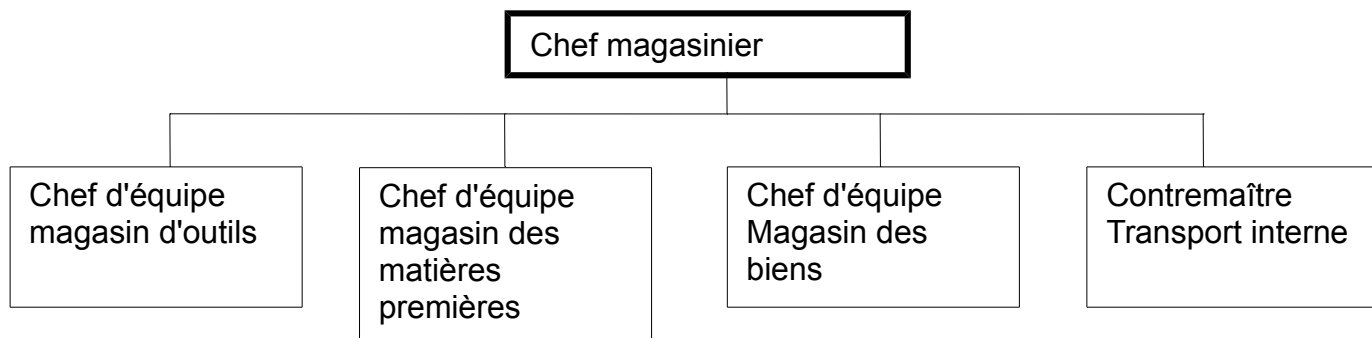 Chef magasinier
Chef d'équipe
magasin d'outils
Chef d'équipe
magasin des
matières
premières
Chef d'équipe
Magasin des
biens
Contremaître
Transport interne